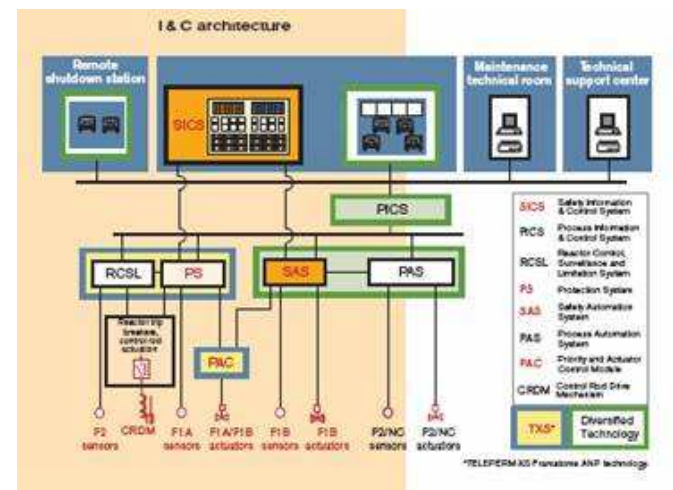 I & C architecture
Remote
shutdown station
Maintenance
technical room
Technical
support center
SICS
PICS
RCSL
PS
SAS
PAS
Reactor trip
breakers,
control rod
actuation
PAC
F2
sensors
CRDM
F1A
sensors
F1A/F1B
actuators
F1B
sensors
F1B
actuators
F2/NC
sensors
F2/NC
actuators
SICS Safety Information
& Control System
PICS Process Information
& Control System
RCSL Reactor Control,
Surveillance and
Limitation System
PS Protection System
SAS Safety Automation
System
PAS Process Automation
System
PAC Priority and Actuator
Control Module
CRDM Control Rod Drive
Mechanism
TXS*
Diversified
Technology
*TELEPERM XS Framatome ANP technology